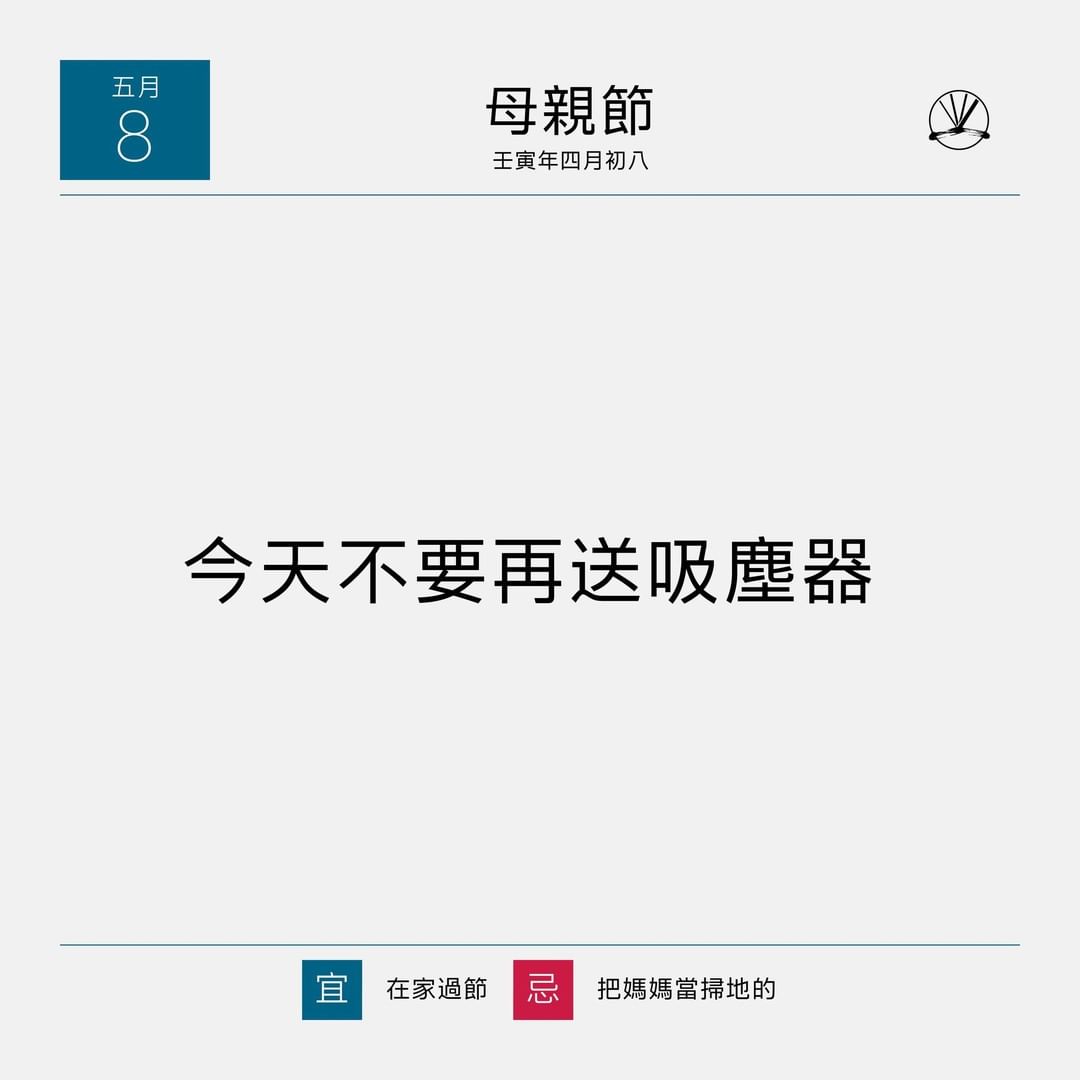 五月
8
母親節
壬寅年四月初八
今天不要再送吸塵器
宜 在家過節 忌 把媽媽當掃地的